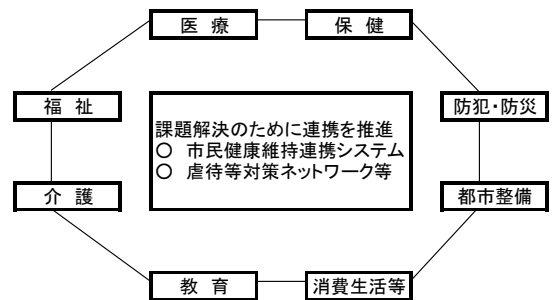 医 療
保 健
福 祉
防犯・防災
課題解決のために連携を推進
○ 市民健康維持連携システム
○ 虐待等対策ネットワーク等
介 護
都市整備
教 育
消費生活等